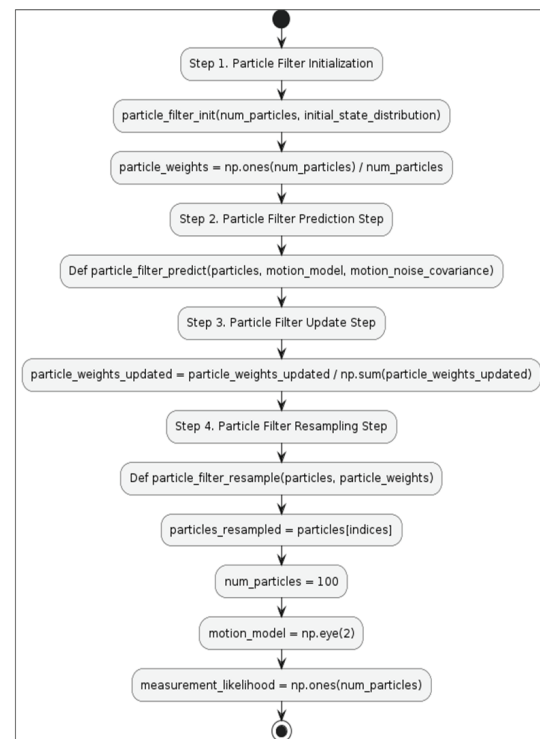 Step 1. Particle Filter Initialization
particle_filter_init(num_particles, initial_state_distribution)
particle_weights = np.ones(num_particles) / num_particles
Step 2. Particle Filter Prediction Step
Def particle_filter_predict(particles, motion_model, motion_noise_covariance)
Step 3. Particle Filter Update Step
particle_weights_updated = particle_weights_updated / np.sum(particle_weights_updated)
Step 4. Particle Filter Resampling Step
Def particle_filter_resample(particles, particle_weights)
particles_resampled = particles[indices]
num_particles = 100
motion_model = np.eye(2)
measurement_likelihood = np.ones(num_particles)